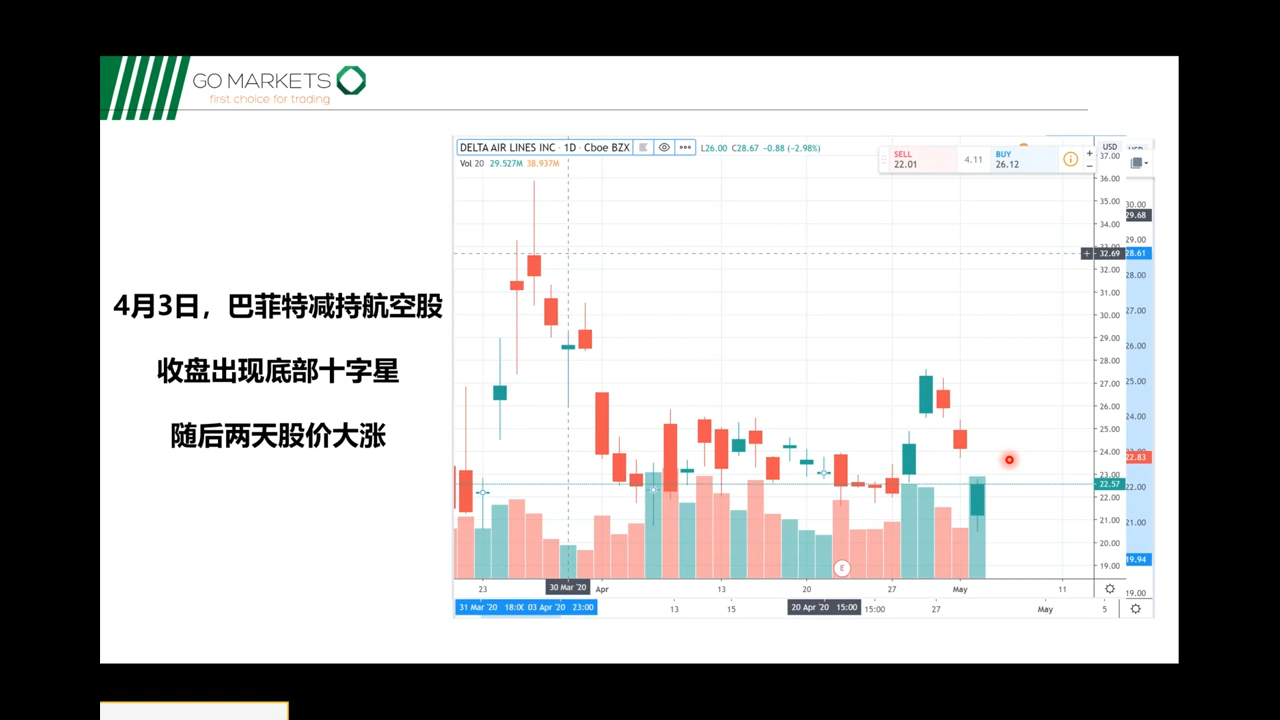 GO MARKETS
first choice for trading
4月3日，巴菲特减持航空股
收盘出现底部十字星
随后两天股价大涨
DELTA AIR LINES INC · 1D · Cboe BZX
L26.00 C28.67 −0.88 (−2.98%)
Vol 20 29.527M 38.937M
SELL
22.01
4.11
BUY
26.12
USD
37.00
36.00
35.00
34.00
33.00
32.69
32.00
31.00
30.00
29.00
28.00
27.00
26.00
25.00
24.00
23.00
22.57
22.00
21.00
20.00
19.00
30.00
29.68
29.00
28.61
28.00
27.00
26.00
25.00
24.00
22.83
22.00
21.00
19.94
19.00
E
23 30 Mar '20 Apr 13 20 27 May 11
31 Mar '20 18:00 03 Apr '20 23:00 13 15 20 Apr '20 15:00 15:00 27 May 5